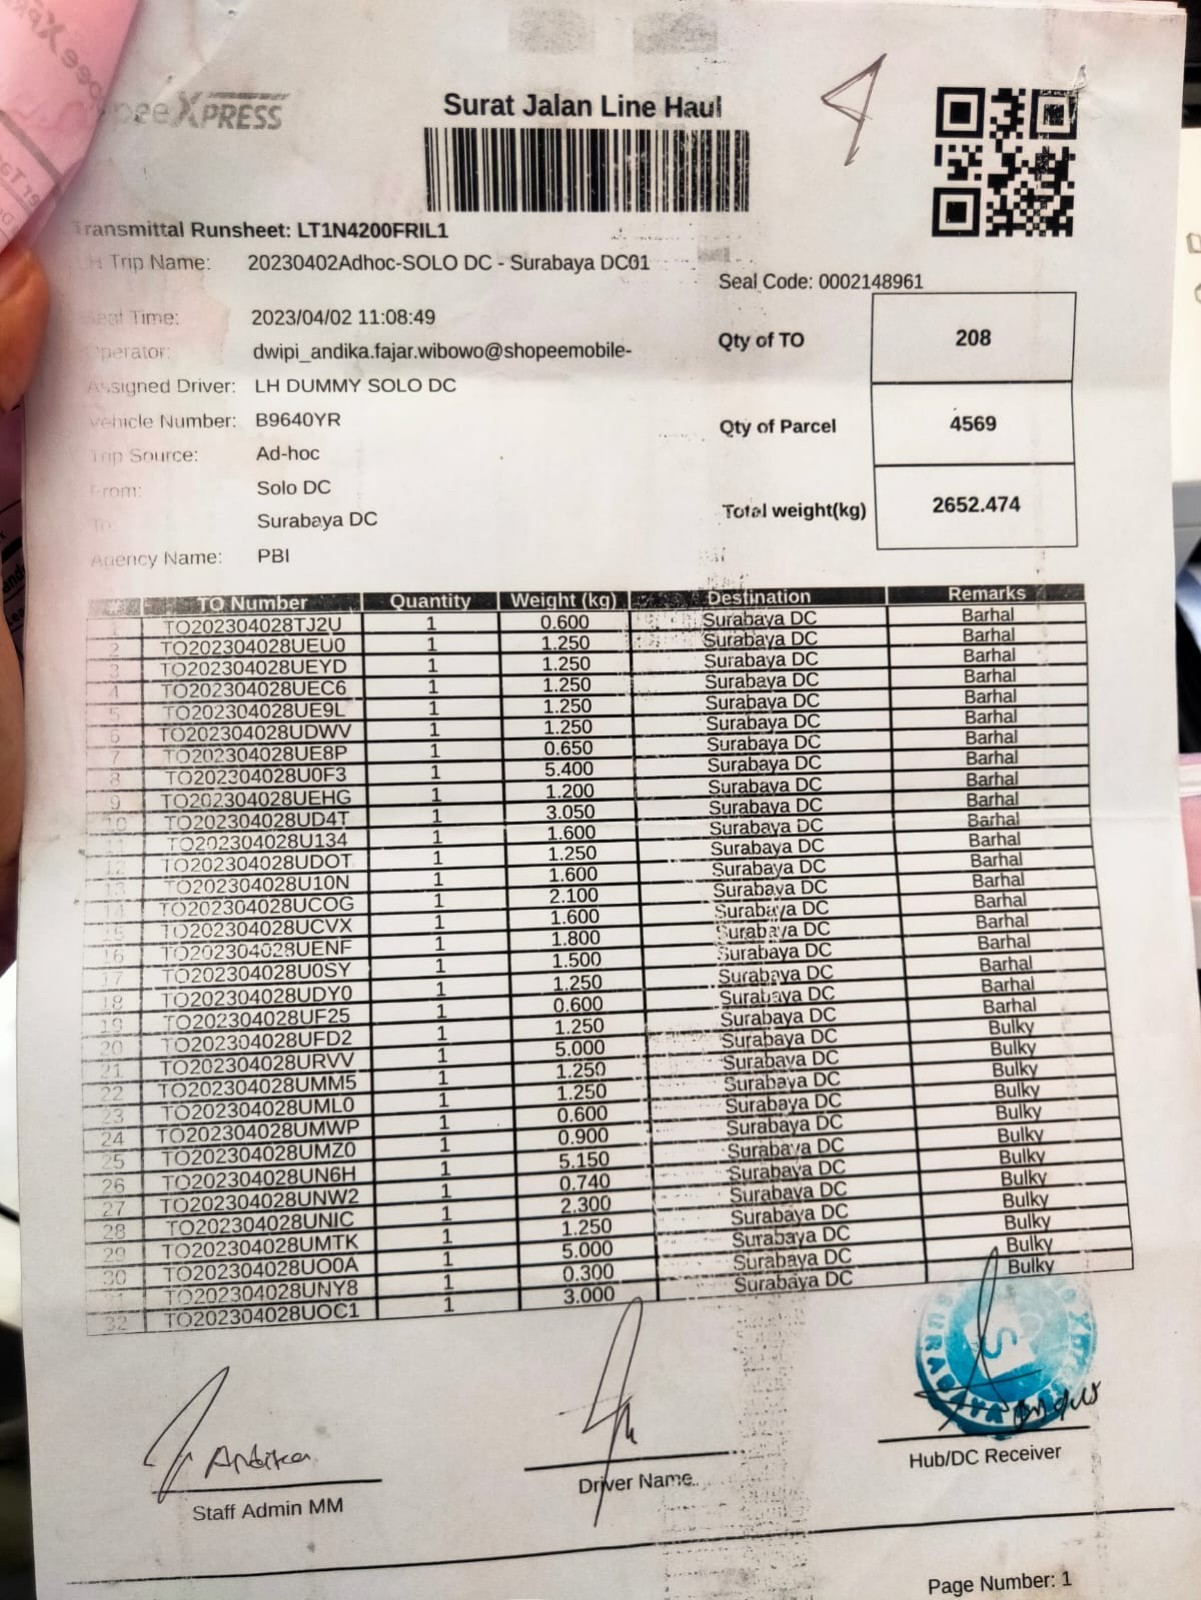 XPRESS
Surat Jalan Line Haul
Transmittal Runsheet: LT1N4200FRIL1
LH Trip Name: 20230402Adhoc-SOLO DC - Surabaya DC01
Seal Code: 0002148961
Seal Time: 2023/04/02 11:08:49
Qty of TO 208
Operator: dwipi_andika.fajar.wibowo@shopeemobile-
Assigned Driver: LH DUMMY SOLO DC
Vehicle Number: B9640YR
Qty of Parcel 4569
Trip Source: Ad-hoc
From: Solo DC
Total weight(kg) 2652.474
To: Surabaya DC
Agency Name: PBI
# TO Number Quantity Weight (kg) Destination Remarks
1 TO202304028TJ2U 1 0.600 Surabaya DC Barhal
2 TO202304028UEU0 1 1.250 Surabaya DC Barhal
3 TO202304028UEYD 1 1.250 Surabaya DC Barhal
4 TO202304028UEC6 1 1.250 Surabaya DC Barhal
5 TO202304028UE9L 1 1.250 Surabaya DC Barhal
6 TO202304028UDWV 1 1.250 Surabaya DC Barhal
7 TO202304028UE8P 1 0.650 Surabaya DC Barhal
8 TO202304028U0F3 1 5.400 Surabaya DC Barhal
9 TO202304028UEHG 1 1.200 Surabaya DC Barhal
10 TO202304028UD4T 1 3.050 Surabaya DC Barhal
11 TO202304028U134 1 1.600 Surabaya DC Barhal
12 TO202304028UDOT 1 1.250 Surabaya DC Barhal
13 TO202304028U10N 1 1.600 Surabaya DC Barhal
14 TO202304028UCOG 1 2.100 Surabaya DC Barhal
15 TO202304028UCVX 1 1.600 Surabaya DC Barhal
16 TO202304028UENF 1 1.800 Surabaya DC Barhal
17 TO202304028U0SY 1 1.500 Surabaya DC Barhal
18 TO202304028UDY0 1 1.250 Surabaya DC Barhal
19 TO202304028UF25 1 0.600 Surabaya DC Barhal
20 TO202304028UFD2 1 1.250 Surabaya DC Barhal
21 TO202304028URVV 1 5.000 Surabaya DC Bulky
22 TO202304028UMM5 1 1.250 Surabaya DC Bulky
23 TO202304028UML0 1 1.250 Surabaya DC Bulky
24 TO202304028UMWP 1 0.600 Surabaya DC Bulky
25 TO202304028UMZ0 1 0.900 Surabaya DC Bulky
26 TO202304028UN6H 1 5.150 Surabaya DC Bulky
27 TO202304028UNW2 1 0.740 Surabaya DC Bulky
28 TO202304028UNIC 1 2.300 Surabaya DC Bulky
29 TO202304028UMTK 1 1.250 Surabaya DC Bulky
30 TO202304028UO0A 1 5.000 Surabaya DC Bulky
31 TO202304028UNY8 1 0.300 Surabaya DC Bulky
32 TO202304028UOC1 1 3.000 Surabaya DC Bulky
Andika
SURABAYA
Staff Admin MM
Driver Name
Hub/DC Receiver
Page Number: 1